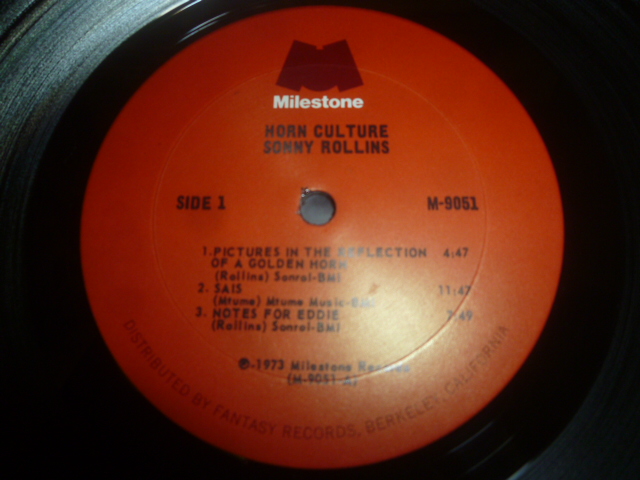 Milestone
HORN CULTURE
SONNY ROLLINS
SIDE 1 M-9051
1. PICTURES IN THE REFLECTION 4:47
OF A GOLDEN HORN
(Rollins) Sonrol-BMI
2. SAIS 11:47
(Mtume) Mtume Music-BMI
3. NOTES FOR EDDIE 7:49
(Rollins) Sonrol-BMI
℗-1973 Milestone Records
(M-9051-A)
DISTRIBUTED BY FANTASY RECORDS, BERKELEY, CALIFORNIA